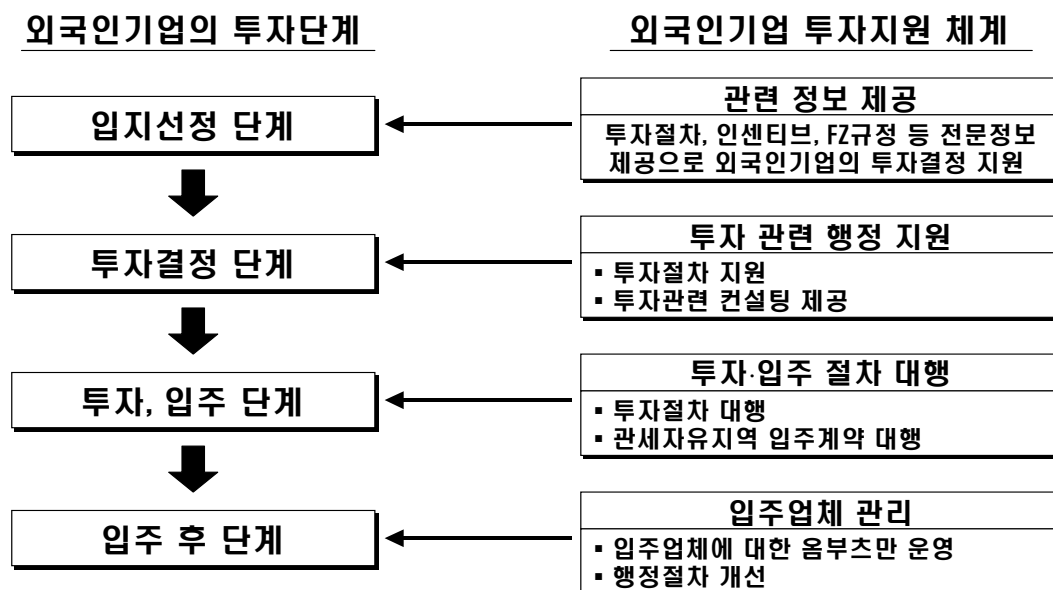 외국인기업의 투자단계
외국인기업 투자지원 체계
입지선정 단계
관련 정보 제공
투자절차, 인센티브, FZ규정 등 전문정보
제공으로 외국인기업의 투자결정 지원
투자결정 단계
투자 관련 행정 지원
▪ 투자절차 지원
▪ 투자관련 컨설팅 제공
투자, 입주 단계
투자·입주 절차 대행
▪ 투자절차 대행
▪ 관세자유지역 입주계약 대행
입주 후 단계
입주업체 관리
▪ 입주업체에 대한 옴부츠만 운영
▪ 행정절차 개선